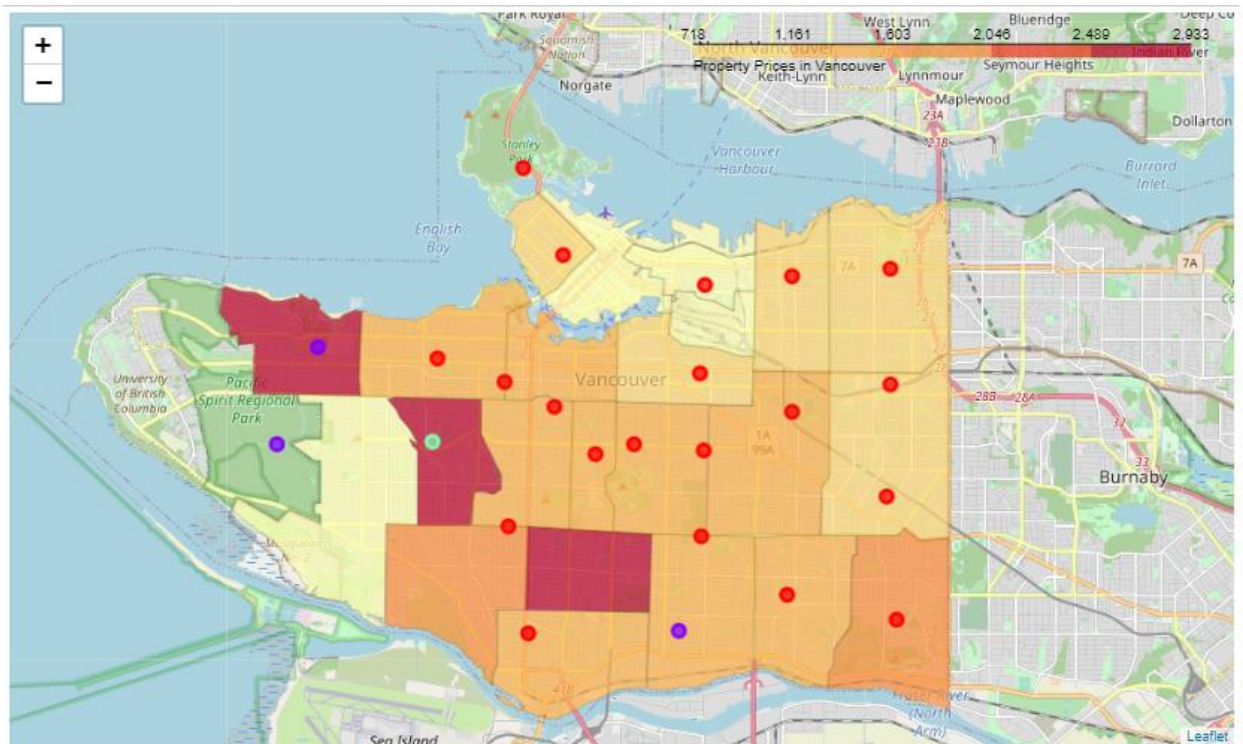 +
−
Park Royal
Squamish
Nation
Norgate
West Lynn
Blueridge
Deep Co
718 1,161 1,603 2,046 2,489 2,933
North Vancouver
Indian River
Property Prices in Vancouver
Seymour Heights
Keith-Lynn
Lynnmour
Maplewood
23A
23B
Dollarton
Stanley
Park
Vancouver
Harbour
Burrard
Inlet
English
Bay
7A
7A
University
of British
Columbia
Pacific
Spirit Regional
Park
Vancouver
28B
28A
1A
99A
32
33
Burnaby
Musqueam
41B
Fraser River
(North
Arm)
Sea Island
Leaflet